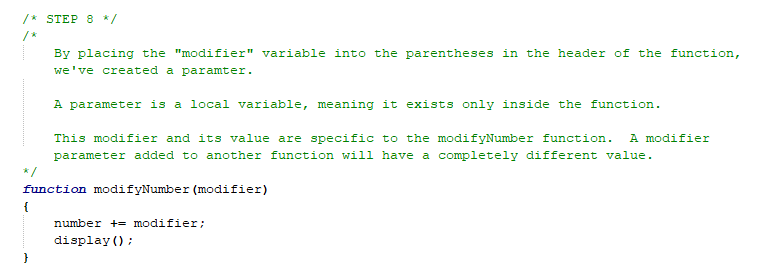 /* STEP 8 */
/*
By placing the "modifier" variable into the parentheses in the header of the function,
we've created a paramter.
A parameter is a local variable, meaning it exists only inside the function.
This modifier and its value are specific to the modifyNumber function.  A modifier
parameter added to another function will have a completely different value.
*/
function modifyNumber(modifier)
{
number += modifier;
display();
}